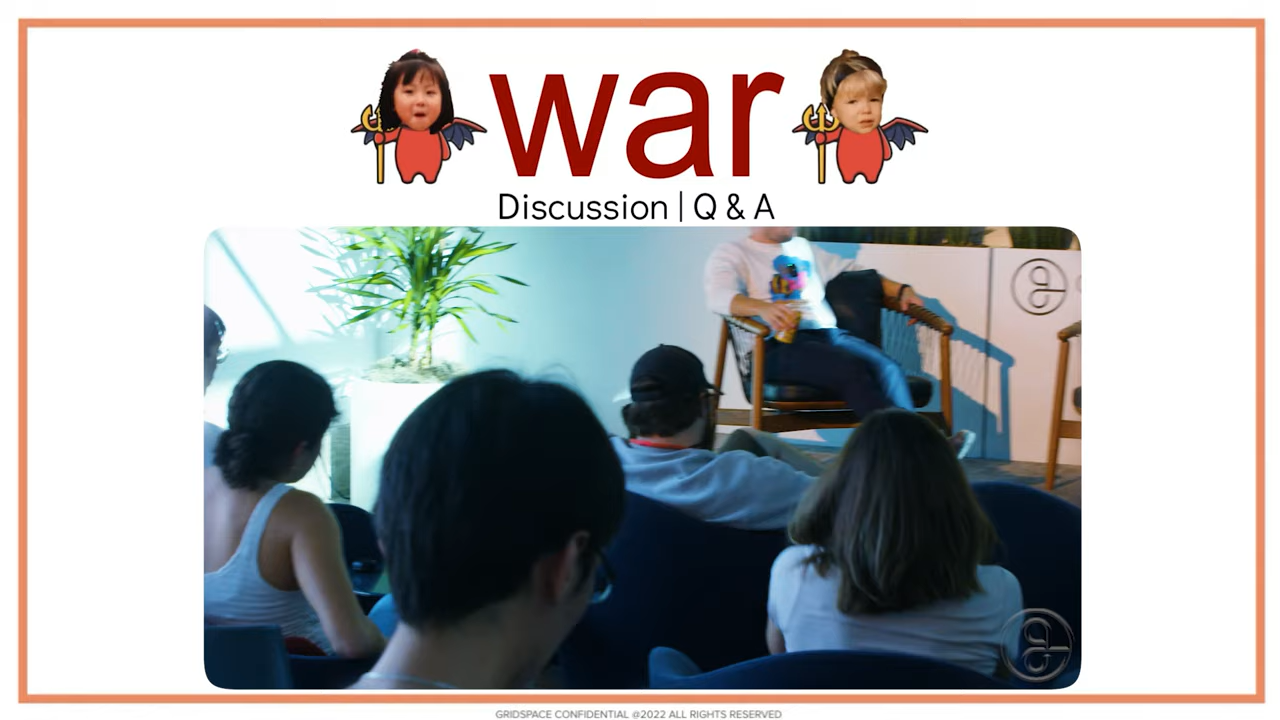 war
Discussion | Q & A
GRIDSPACE CONFIDENTIAL @2022 ALL RIGHTS RESERVED